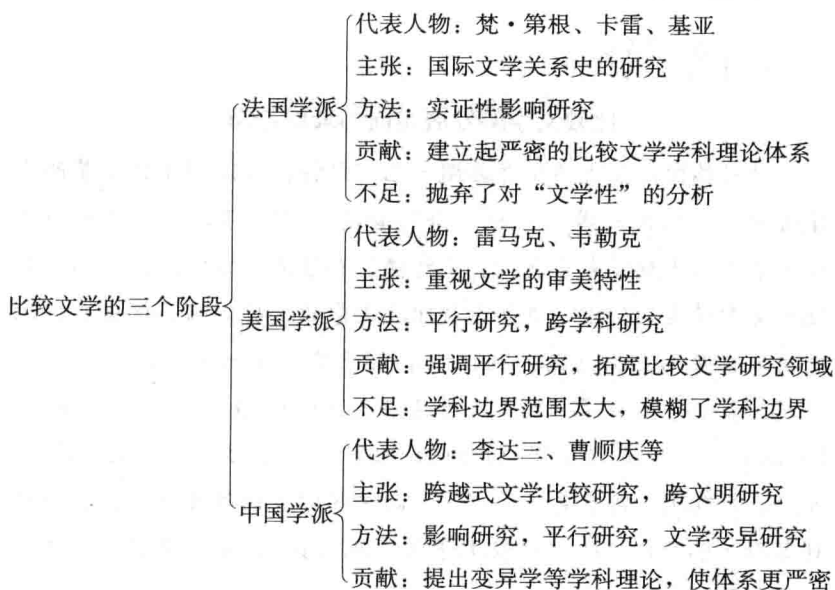 比较文学的三个阶段
法国学派
代表人物：梵·第根、卡雷、基亚
主张：国际文学关系史的研究
方法：实证性影响研究
贡献：建立起严密的比较文学学科理论体系
不足：抛弃了对“文学性”的分析
美国学派
代表人物：雷马克、韦勒克
主张：重视文学的审美特性
方法：平行研究，跨学科研究
贡献：强调平行研究，拓宽比较文学研究领域
不足：学科边界范围太大，模糊了学科边界
中国学派
代表人物：李达三、曹顺庆等
主张：跨越式文学比较研究，跨文明研究
方法：影响研究，平行研究，文学变异研究
贡献：提出变异学等学科理论，使体系更严密